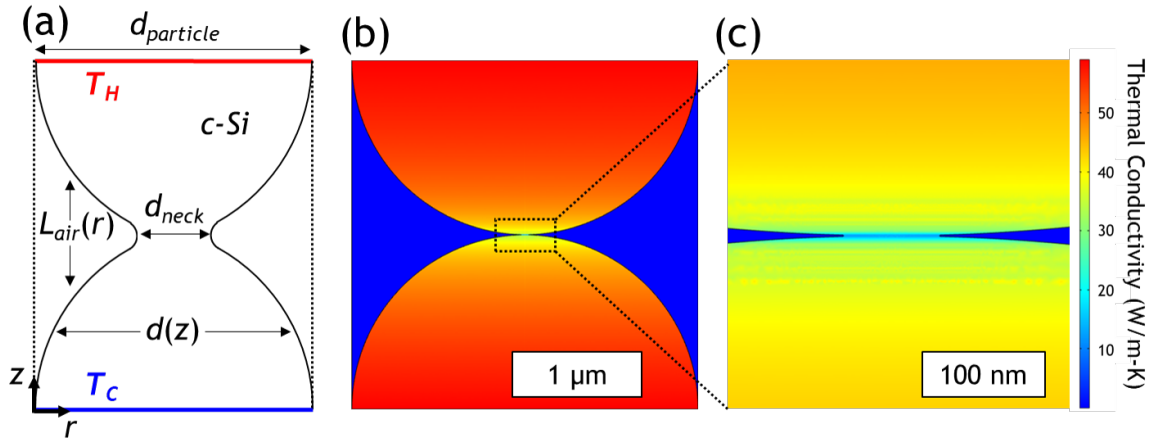 (a)
d_particle
T_H
c-Si
L_air(r)
d_neck
d(z)
z
T_C
r
(b)
1 µm
(c)
100 nm
50
40
30
20
10
Thermal Conductivity (W/m-K)